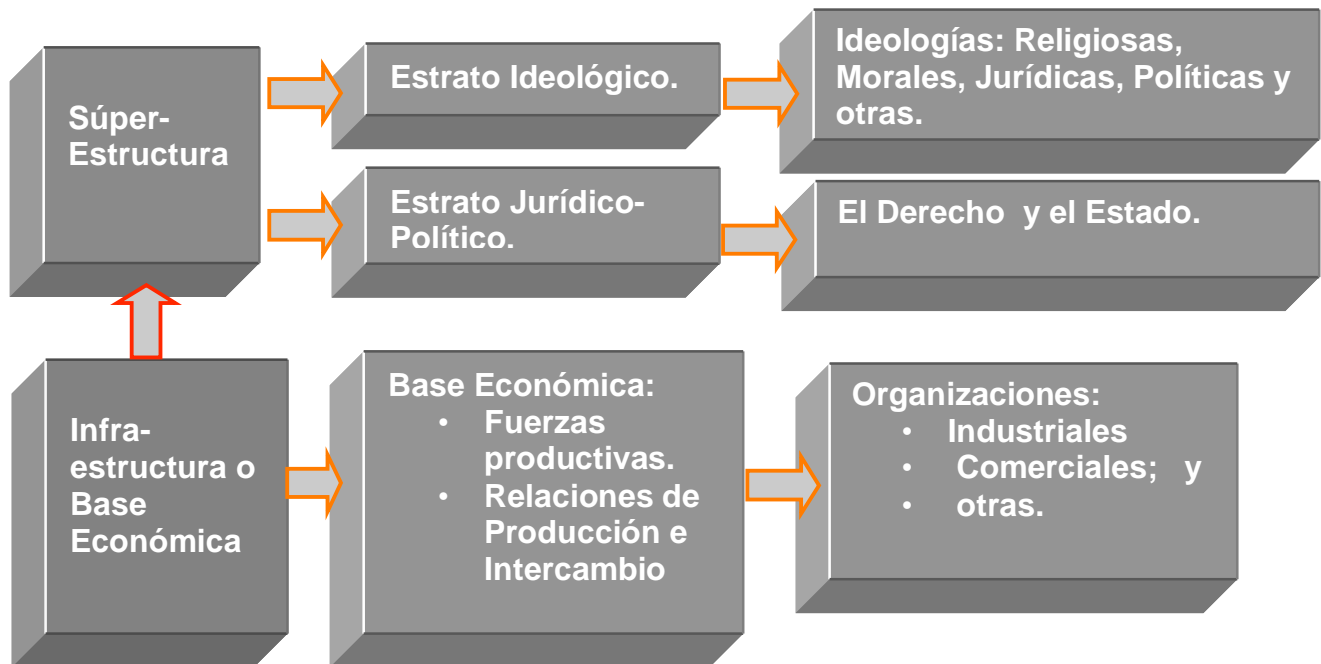 Súper-
Estructura
Estrato Ideológico.
Ideologías: Religiosas,
Morales, Jurídicas, Políticas y
otras.
Estrato Jurídico-
Político.
El Derecho  y el Estado.
Infra-
estructura o
Base
Económica
Base Económica:
• Fuerzas
productivas.
• Relaciones de
Producción e
Intercambio
Organizaciones:
• Industriales
• Comerciales;  y
• otras.